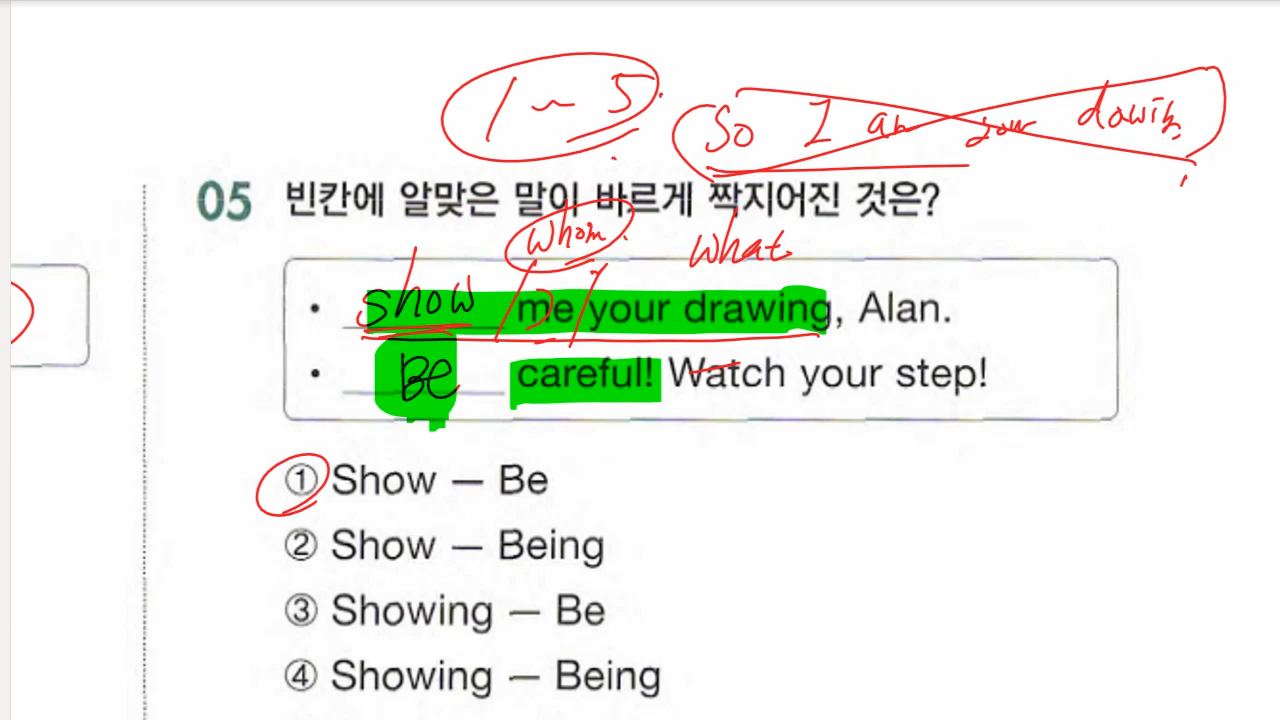 1 ~ 5.
So I am your
05 빈칸에 알맞은 말이 바르게 짝지어진 것은?
whom. what.
• show me your drawing, Alan.
• Be careful! Watch your step!
① Show — Be
② Show — Being
③ Showing — Be
④ Showing — Being